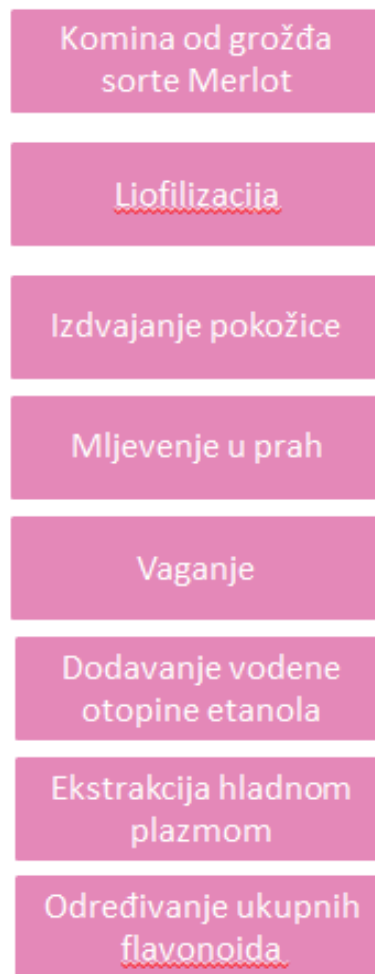 Komina od grožđa
sorte Merlot
Liofilizacija
Izdvajanje pokožice
Mljevenje u prah
Vaganje
Dodavanje vodene
otopine etanola
Ekstrakcija hladnom
plazmom
Određivanje ukupnih
flavonoida